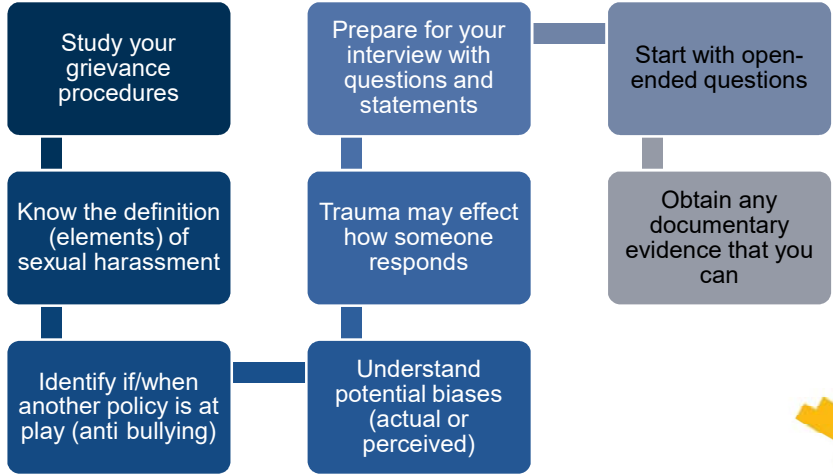 Study your
grievance
procedures
Know the definition
(elements) of
sexual harassment
Identify if/when
another policy is at
play (anti bullying)
Understand
potential biases
(actual or
perceived)
Trauma may effect
how someone
responds
Prepare for your
interview with
questions and
statements
Start with open-
ended questions
Obtain any
documentary
evidence that you
can